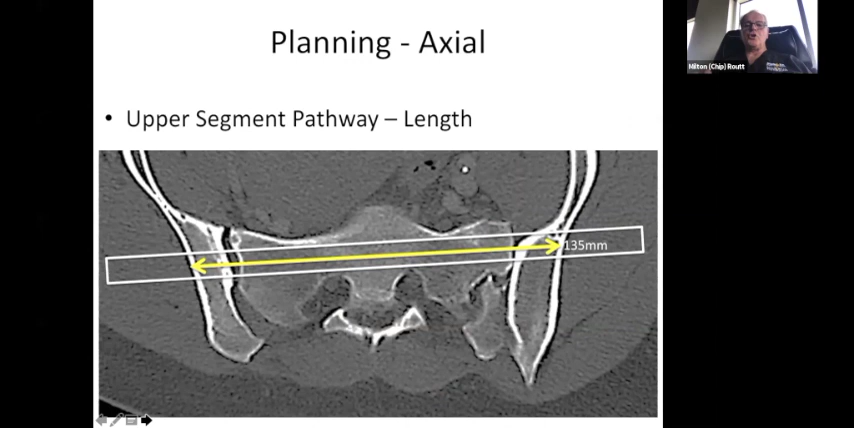 Planning - Axial
• Upper Segment Pathway – Length
135mm
Milton (Chip) Routt